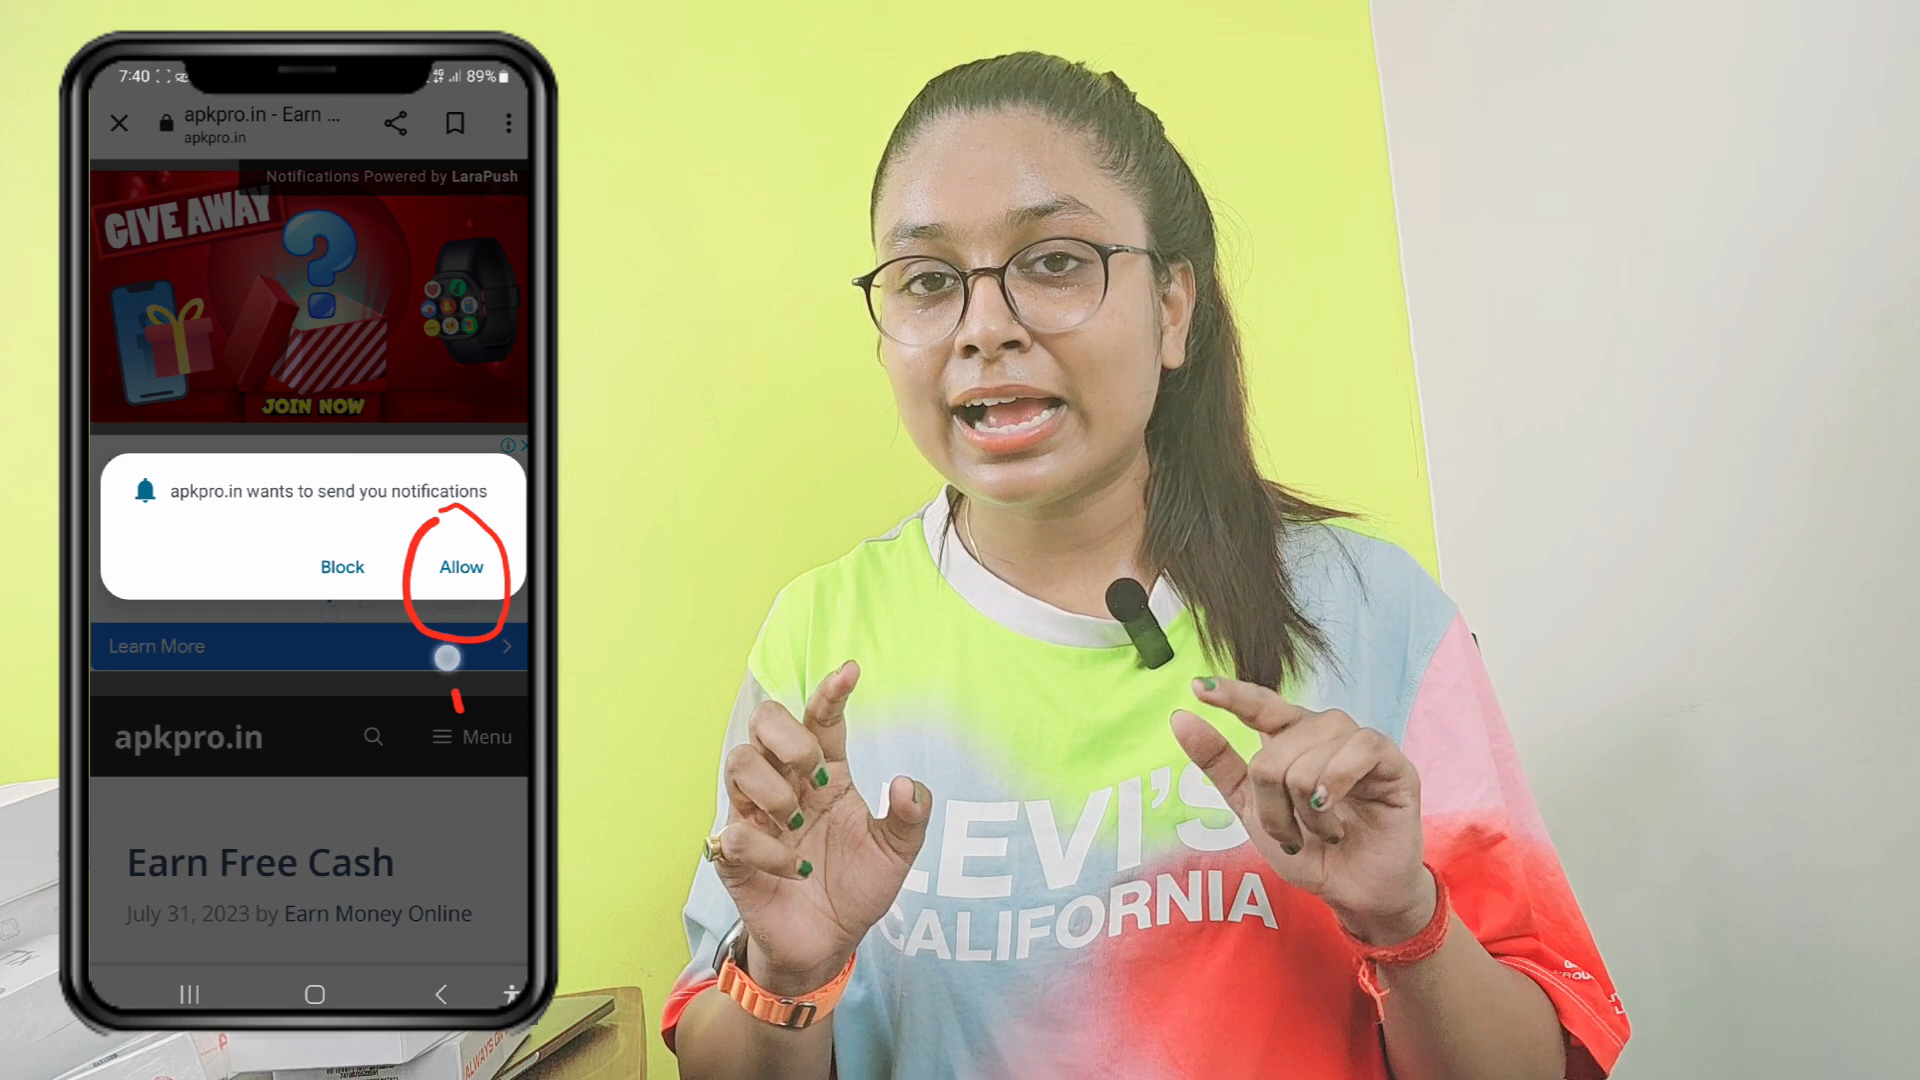 7:40
89%
apkpro.in - Earn ...
apkpro.in
Notifications Powered by LaraPush
GIVE AWAY
?
JOIN NOW
apkpro.in wants to send you notifications
Block
Allow
Learn More
apkpro.in
Menu
Earn Free Cash
July 31, 2023 by Earn Money Online
LEVI'S
CALIFORNIA